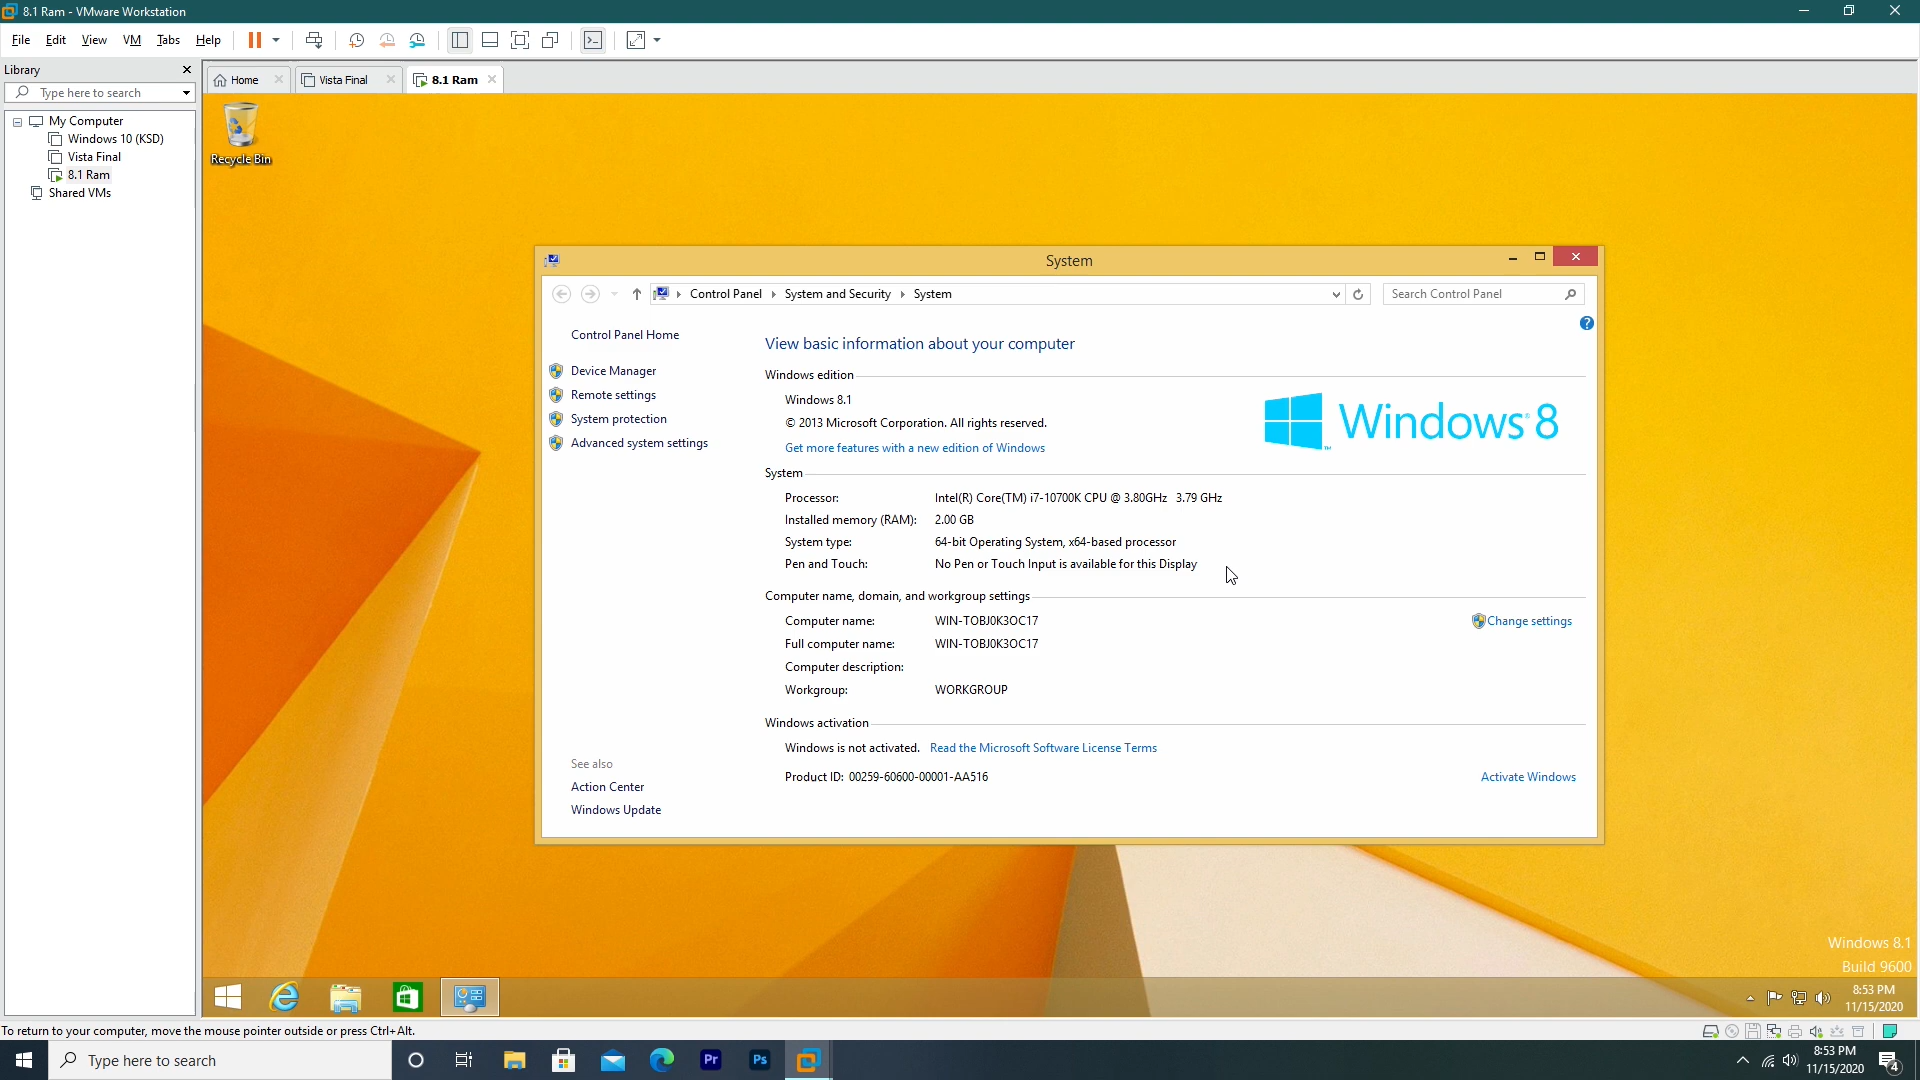 8.1 Ram - VMware Workstation
File Edit View VM Tabs Help
Library
Type here to search
My Computer
Windows 10 (KSD)
Vista Final
8.1 Ram
Shared VMs
Home Vista Final 8.1 Ram
Recycle Bin
System
Control Panel System and Security System
Search Control Panel
?
Control Panel Home
Device Manager
Remote settings
System protection
Advanced system settings
See also
Action Center
Windows Update
View basic information about your computer
Windows edition
Windows 8.1
© 2013 Microsoft Corporation. All rights reserved.
Get more features with a new edition of Windows
Windows 8
System
Processor: Intel(R) Core(TM) i7-10700K CPU @ 3.80GHz 3.79 GHz
Installed memory (RAM): 2.00 GB
System type: 64-bit Operating System, x64-based processor
Pen and Touch: No Pen or Touch Input is available for this Display
Computer name, domain, and workgroup settings
Computer name: WIN-TOBJ0K3OC17
Change settings
Full computer name: WIN-TOBJ0K3OC17
Computer description:
Workgroup: WORKGROUP
Windows activation
Windows is not activated. Read the Microsoft Software License Terms
Product ID: 00259-60600-00001-AA516
Activate Windows
Windows 8.1
Build 9600
8:53 PM
11/15/2020
To return to your computer, move the mouse pointer outside or press Ctrl+Alt.
Type here to search
Pr
Ps
8:53 PM
11/15/2020
4